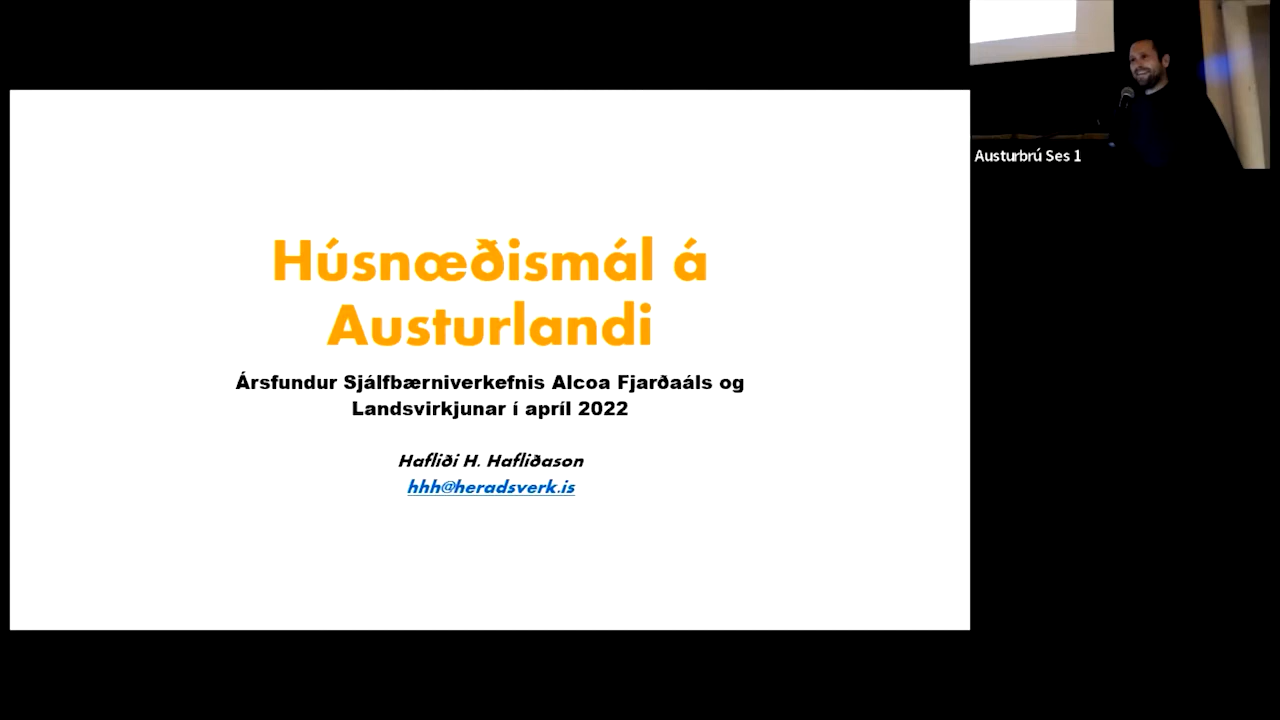 Húsnæðismál á
Austurlandi
Ársfundur Sjálfbærniverkefnis Alcoa Fjarðaáls og
Landsvirkjunar í apríl 2022
Hafliði H. Hafliðason
hhh@heradsverk.is
Austurbrú Ses 1